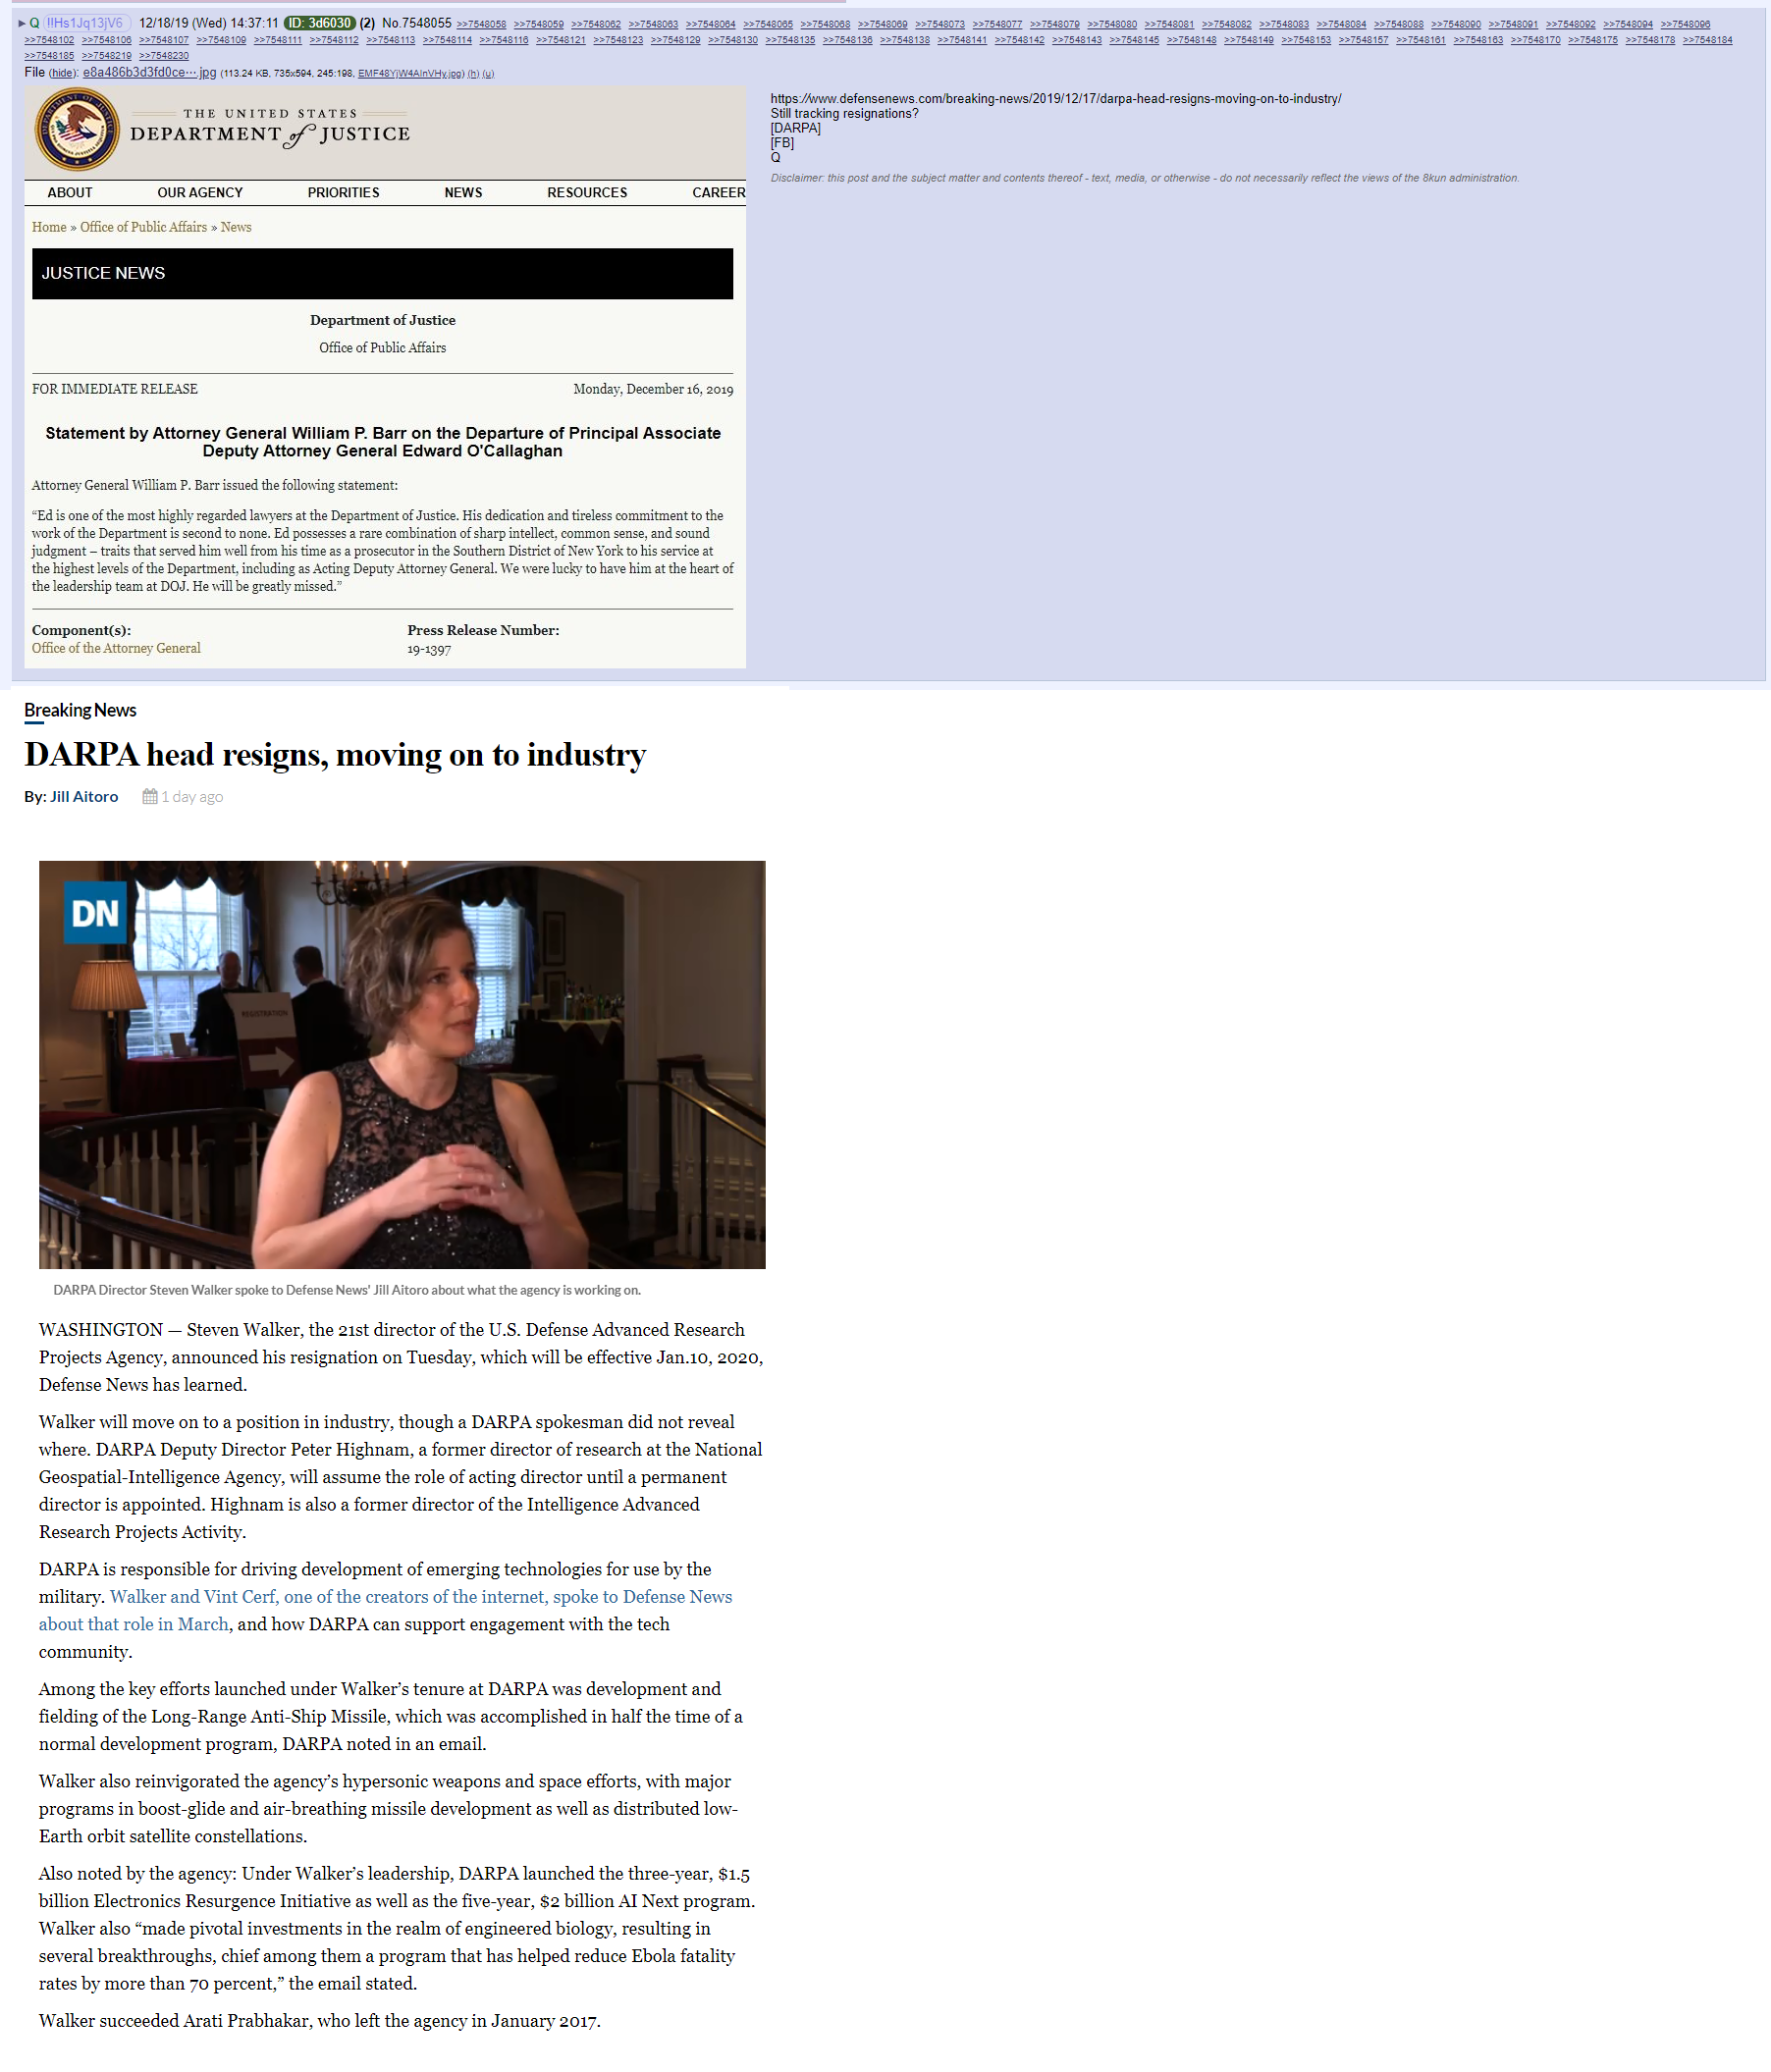 Q !!Hs1Jq13jV6 12/18/19 (Wed) 14:37:11 ID: 3d6030 (2) No.7548055 >>7548058 >>7548059 >>7548062 >>7548063 >>7548064 >>7548065 >>7548068 >>7548069 >>7548073 >>7548077 >>7548079 >>7548080 >>7548081 >>7548082 >>7548083 >>7548084 >>7548088 >>7548090 >>7548091 >>7548092 >>7548094 >>7548096
>>7548102 >>7548106 >>7548107 >>7548109 >>7548111 >>7548112 >>7548113 >>7548114 >>7548116 >>7548121 >>7548123 >>7548129 >>7548130 >>7548135 >>7548136 >>7548138 >>7548141 >>7548142 >>7548143 >>7548145 >>7548148 >>7548149 >>7548153 >>7548157 >>7548161 >>7548163 >>7548170 >>7548175 >>7548178 >>7548184
>>7548185 >>7548219 >>7548230
File (hide): e8a486b3d3fd0ce⋯.jpg (113.24 KB, 735x594, 245:198, EMF48YjW4AInVHy.jpg) (h) (u)
THE UNITED STATES
DEPARTMENT of JUSTICE
ABOUT OUR AGENCY PRIORITIES NEWS RESOURCES CAREER
Home » Office of Public Affairs » News
JUSTICE NEWS
Department of Justice
Office of Public Affairs
FOR IMMEDIATE RELEASE Monday, December 16, 2019
Statement by Attorney General William P. Barr on the Departure of Principal Associate
Deputy Attorney General Edward O'Callaghan
Attorney General William P. Barr issued the following statement:
“Ed is one of the most highly regarded lawyers at the Department of Justice. His dedication and tireless commitment to the
work of the Department is second to none. Ed possesses a rare combination of sharp intellect, common sense, and sound
judgment – traits that served him well from his time as a prosecutor in the Southern District of New York to his service at
the highest levels of the Department, including as Acting Deputy Attorney General. We were lucky to have him at the heart of
the leadership team at DOJ. He will be greatly missed.”
Component(s): Press Release Number:
Office of the Attorney General 19-1397
https://www.defensenews.com/breaking-news/2019/12/17/darpa-head-resigns-moving-on-to-industry/
Still tracking resignations?
[DARPA]
[FB]
Q
Disclaimer: this post and the subject matter and contents thereof - text, media, or otherwise - do not necessarily reflect the views of the 8kun administration.
Breaking News
DARPA head resigns, moving on to industry
By: Jill Aitoro 1 day ago
DN
REGISTRATION
DARPA Director Steven Walker spoke to Defense News' Jill Aitoro about what the agency is working on.
WASHINGTON — Steven Walker, the 21st director of the U.S. Defense Advanced Research
Projects Agency, announced his resignation on Tuesday, which will be effective Jan.10, 2020,
Defense News has learned.
Walker will move on to a position in industry, though a DARPA spokesman did not reveal
where. DARPA Deputy Director Peter Highnam, a former director of research at the National
Geospatial-Intelligence Agency, will assume the role of acting director until a permanent
director is appointed. Highnam is also a former director of the Intelligence Advanced
Research Projects Activity.
DARPA is responsible for driving development of emerging technologies for use by the
military. Walker and Vint Cerf, one of the creators of the internet, spoke to Defense News
about that role in March, and how DARPA can support engagement with the tech
community.
Among the key efforts launched under Walker’s tenure at DARPA was development and
fielding of the Long-Range Anti-Ship Missile, which was accomplished in half the time of a
normal development program, DARPA noted in an email.
Walker also reinvigorated the agency’s hypersonic weapons and space efforts, with major
programs in boost-glide and air-breathing missile development as well as distributed low-
Earth orbit satellite constellations.
Also noted by the agency: Under Walker’s leadership, DARPA launched the three-year, $1.5
billion Electronics Resurgence Initiative as well as the five-year, $2 billion AI Next program.
Walker also “made pivotal investments in the realm of engineered biology, resulting in
several breakthroughs, chief among them a program that has helped reduce Ebola fatality
rates by more than 70 percent,” the email stated.
Walker succeeded Arati Prabhakar, who left the agency in January 2017.